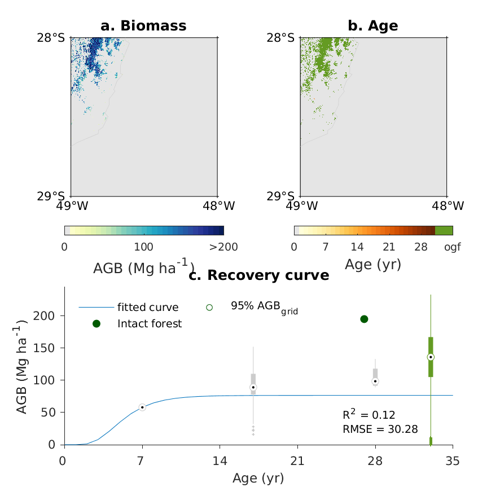 a. Biomass
b. Age
28°S
28°S
29°S
29°S
49°W
48°W
49°W
48°W
0
100
>200
0
7
14
21
28
ogf
AGB (Mg ha⁻¹)
Age (yr)
c. Recovery curve
fitted curve
95% AGB_grid
Intact forest
200
150
100
50
0
AGB (Mg ha⁻¹)
R² = 0.12
RMSE = 30.28
0
7
14
21
28
35
Age (yr)